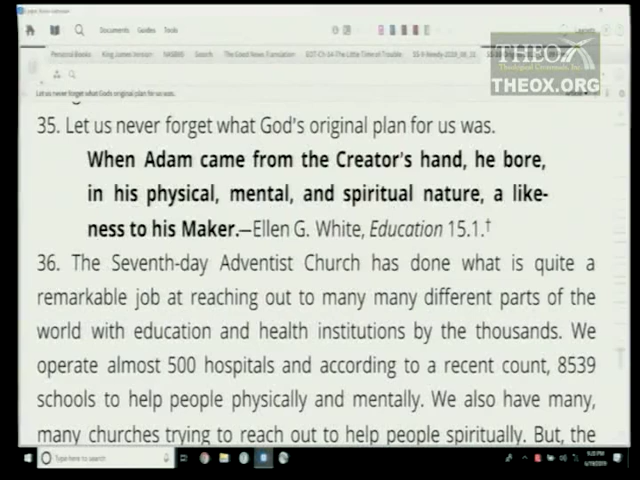 Documents Guides Tools Layouts
Personal Books King James Version NASB95 Search The Good News Translation
THEOX
THEOX.ORG
Let us never forget what God's original plan for us was.
35. Let us never forget what God's original plan for us was.
When Adam came from the Creator's hand, he bore,
in his physical, mental, and spiritual nature, a like-
ness to his Maker.—Ellen G. White, Education 15.1.†
36. The Seventh-day Adventist Church has done what is quite a
remarkable job at reaching out to many many different parts of the
world with education and health institutions by the thousands. We
operate almost 500 hospitals and according to a recent count, 8539
schools to help people physically and mentally. We also have many,
many churches trying to reach out to help people spiritually. But, the
Type here to search